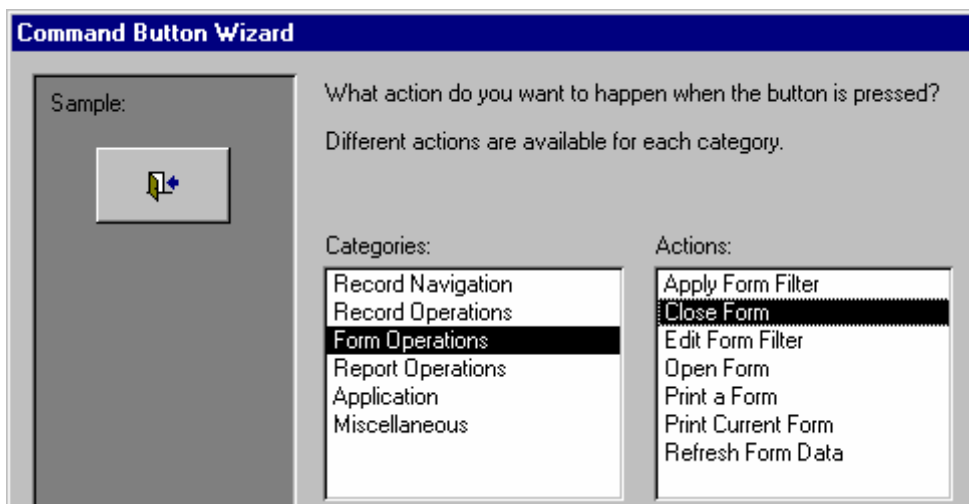 Command Button Wizard
Sample:
What action do you want to happen when the button is pressed?
Different actions are available for each category.
Categories:
Record Navigation
Record Operations
Form Operations
Report Operations
Application
Miscellaneous
Actions:
Apply Form Filter
Close Form
Edit Form Filter
Open Form
Print a Form
Print Current Form
Refresh Form Data